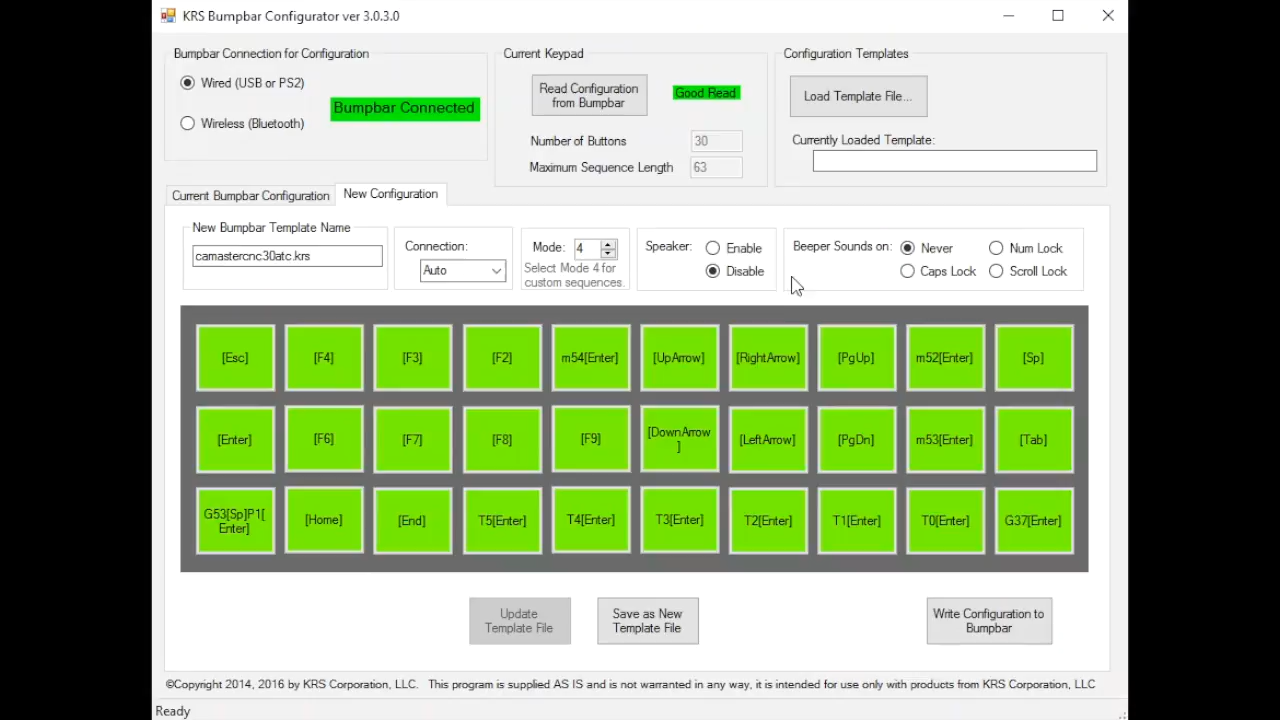 KRS Bumpbar Configurator ver 3.0.3.0
Bumpbar Connection for Configuration
Wired (USB or PS2)
Bumpbar Connected
Wireless (Bluetooth)
Current Keypad
Read Configuration
from Bumpbar
Good Read
Number of Buttons
30
Maximum Sequence Length
63
Configuration Templates
Load Template File...
Currently Loaded Template:
Current Bumpbar Configuration
New Configuration
New Bumpbar Template Name
camastercnc30atc.krs
Connection:
Auto
Mode:
4
Select Mode 4 for
custom sequences.
Speaker:
Enable
Disable
Beeper Sounds on:
Never
Num Lock
Caps Lock
Scroll Lock
[Esc]
[F4]
[F3]
[F2]
m54[Enter]
[UpArrow]
[RightArrow]
[PgUp]
m52[Enter]
[Sp]
[Enter]
[F6]
[F7]
[F8]
[F9]
[DownArrow
]
[LeftArrow]
[PgDn]
m53[Enter]
[Tab]
G53[Sp]P1[
Enter]
[Home]
[End]
T5[Enter]
T4[Enter]
T3[Enter]
T2[Enter]
T1[Enter]
T0[Enter]
G37[Enter]
Update
Template File
Save as New
Template File
Write Configuration to
Bumpbar
©Copyright 2014, 2016 by KRS Corporation, LLC. This program is supplied AS IS and is not warranted in any way, it is intended for use only with products from KRS Corporation, LLC
Ready